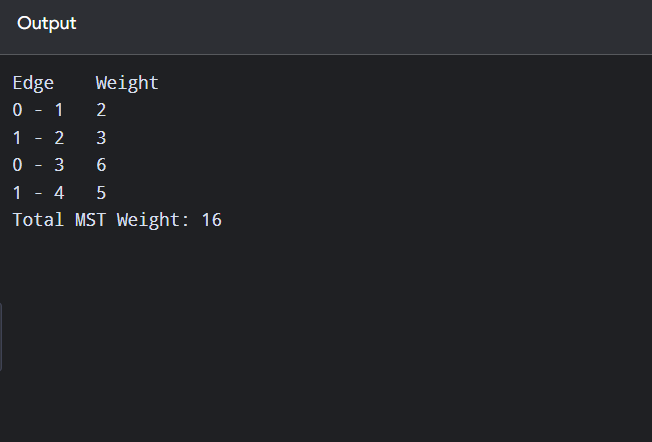 Output
Edge    Weight
0 - 1   2
1 - 2   3
0 - 3   6
1 - 4   5
Total MST Weight: 16